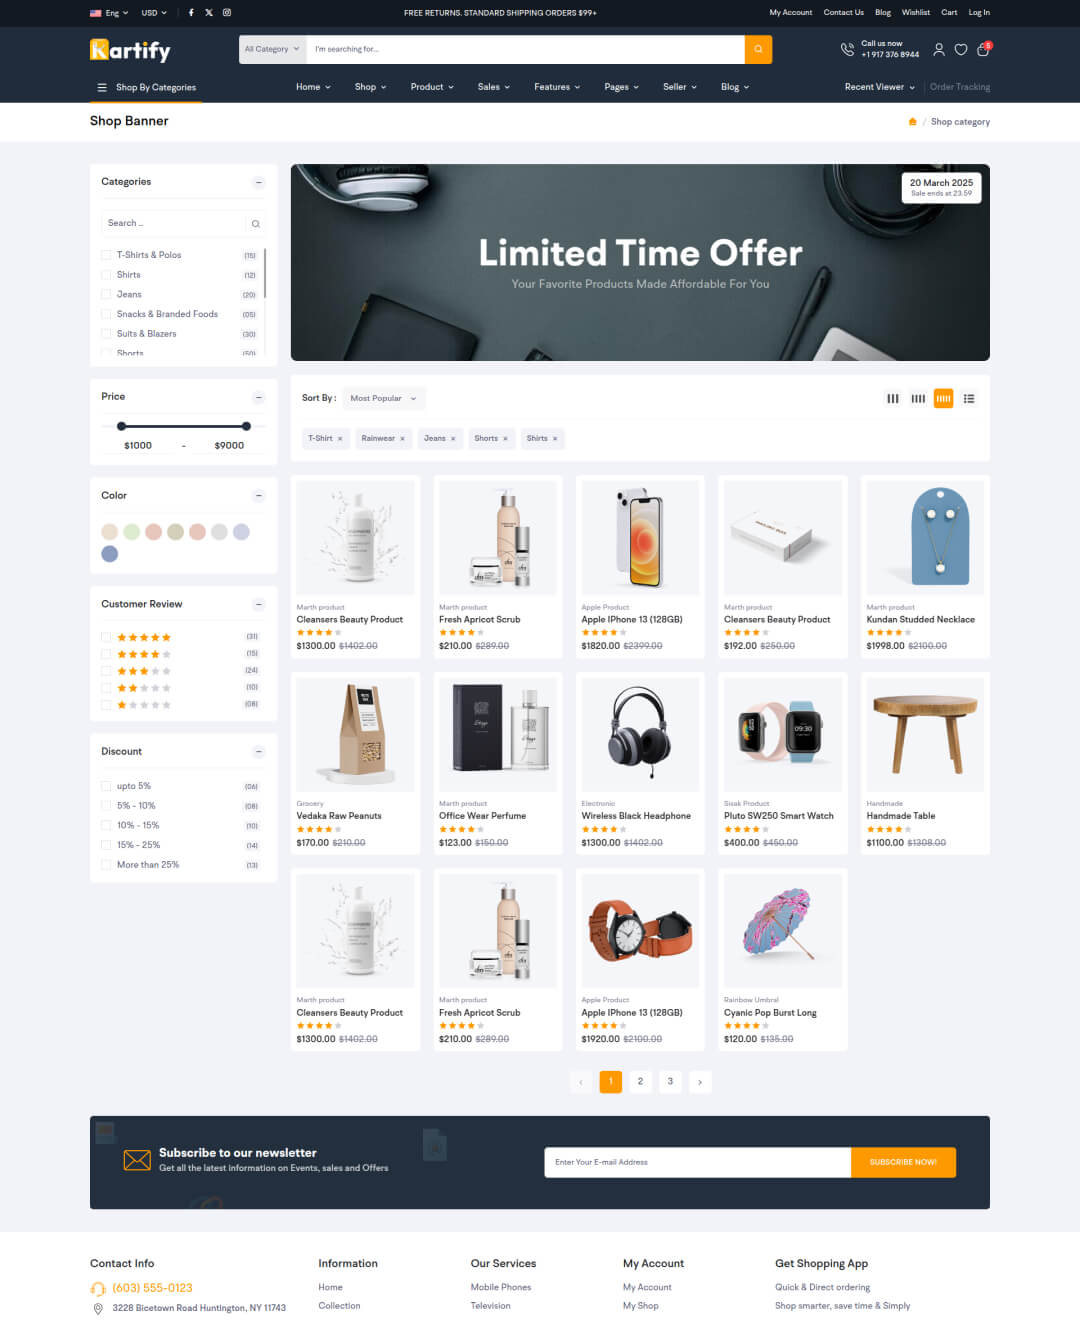 Eng
USD
FREE RETURNS. STANDARD SHIPPING ORDERS $99+
My Account
Contact Us
Blog
Wishlist
Cart
Log In
Kartify
All Category
I'm searching for...
Call us now
+1 917 376 8944
5
Shop By Categories
Home
Shop
Product
Sales
Features
Pages
Seller
Blog
Recent Viewer
Order Tracking
Shop Banner
/ Shop category
Categories
Search ..
T-Shirts & Polos (15)
Shirts (12)
Jeans (20)
Snacks & Branded Foods (05)
Suits & Blazers (30)
Shorts (50)
Price
$1000 - $9000
Color
Customer Review
(31)
(15)
(24)
(10)
(08)
Discount
upto 5% (06)
5% - 10% (08)
10% - 15% (10)
15% - 25% (14)
More than 25% (13)
20 March 2025
Sale ends at 23:59
Limited Time Offer
Your Favorite Products Made Affordable For You
Sort By :
Most Popular
T-Shirt ×
Rainwear ×
Jeans ×
Shorts ×
Shirts ×
Marth product
Cleansers Beauty Product
$1300.00 $1402.00
Marth product
Fresh Apricot Scrub
$210.00 $289.00
Apple Product
Apple IPhone 13 (128GB)
$1820.00 $2399.00
Marth product
Cleansers Beauty Product
$192.00 $250.00
Marth product
Kundan Studded Necklace
$1998.00 $2100.00
09:30
Grocery
Vedaka Raw Peanuts
$170.00 $210.00
Marth product
Office Wear Perfume
$123.00 $150.00
Electronic
Wireless Black Headphone
$1300.00 $1402.00
Sisak Product
Pluto SW250 Smart Watch
$400.00 $450.00
Handmade
Handmade Table
$1100.00 $1308.00
Marth product
Cleansers Beauty Product
$1300.00 $1402.00
Marth product
Fresh Apricot Scrub
$210.00 $289.00
Apple Product
Apple IPhone 13 (128GB)
$1920.00 $2100.00
Rainbow Umbral
Cyanic Pop Burst Long
$120.00 $135.00
‹ 1 2 3 ›
Subscribe to our newsletter
Get all the latest information on Events, sales and Offers
Enter Your E-mail Address
SUBSCRIBE NOW!
Contact Info
(603) 555-0123
3228 Bicetown Road Huntington, NY 11743
Information
Home
Collection
Our Services
Mobile Phones
Television
My Account
My Account
My Shop
Get Shopping App
Quick & Direct ordering
Shop smarter, save time & Simply